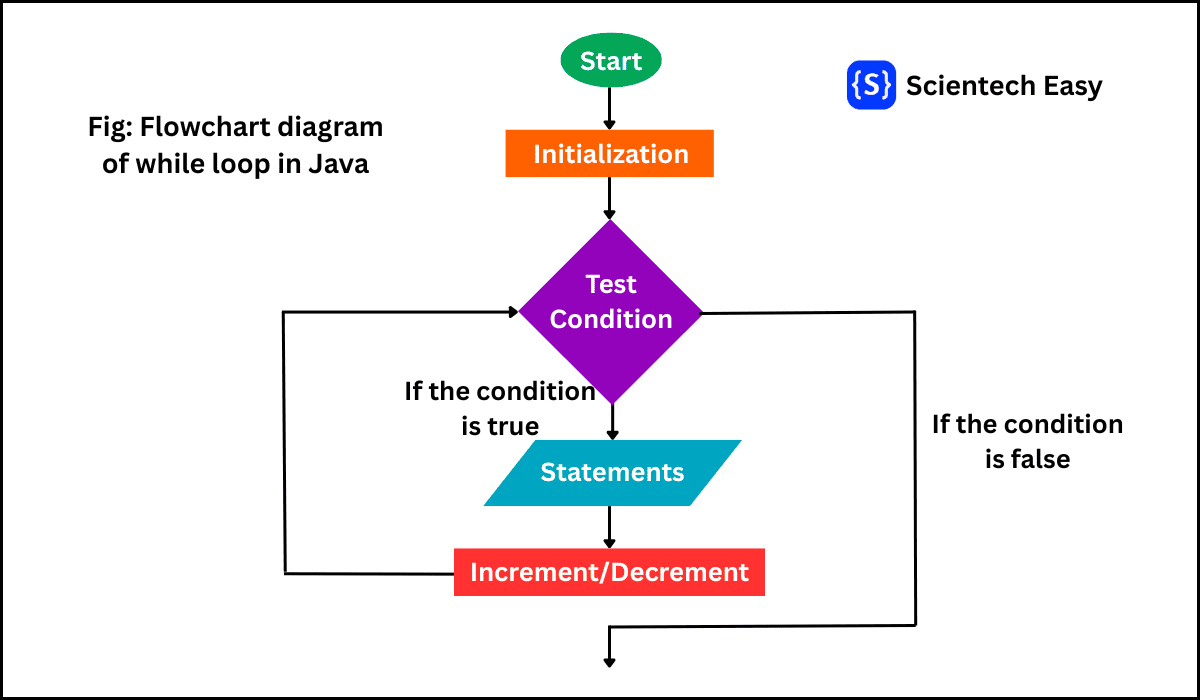 Start
{S} Scientech Easy
Fig: Flowchart diagram
of while loop in Java
Initialization
Test
Condition
If the condition
is true
If the condition
is false
Statements
Increment/Decrement